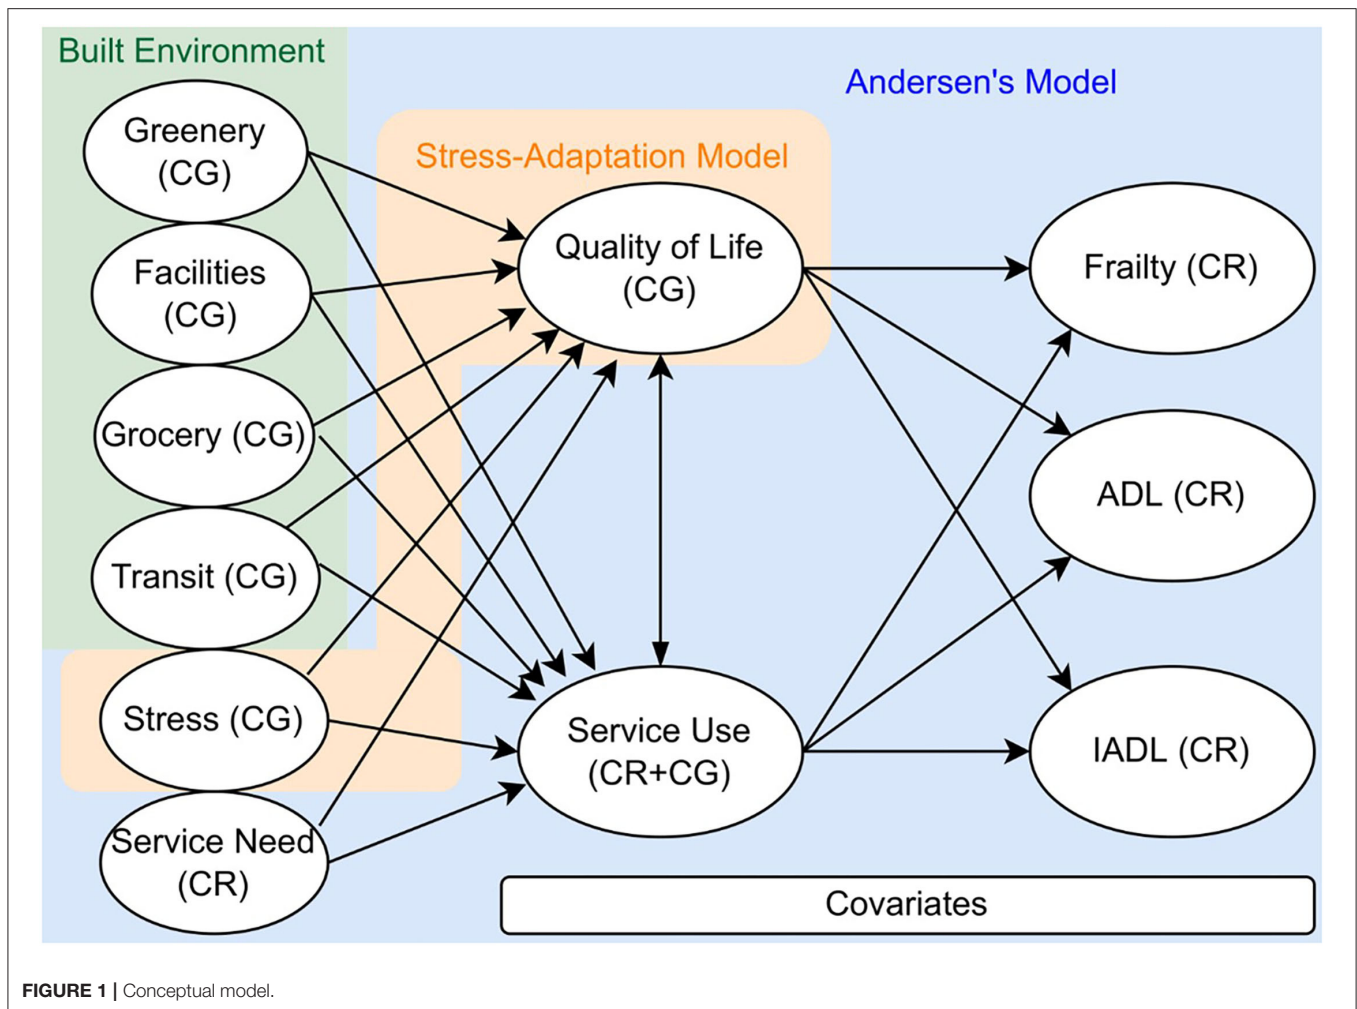 Built Environment
Andersen's Model
Stress-Adaptation Model
Greenery
(CG)
Facilities
(CG)
Grocery (CG)
Transit (CG)
Stress (CG)
Service Need
(CR)
Quality of Life
(CG)
Service Use
(CR+CG)
Frailty (CR)
ADL (CR)
IADL (CR)
Covariates
FIGURE 1 | Conceptual model.